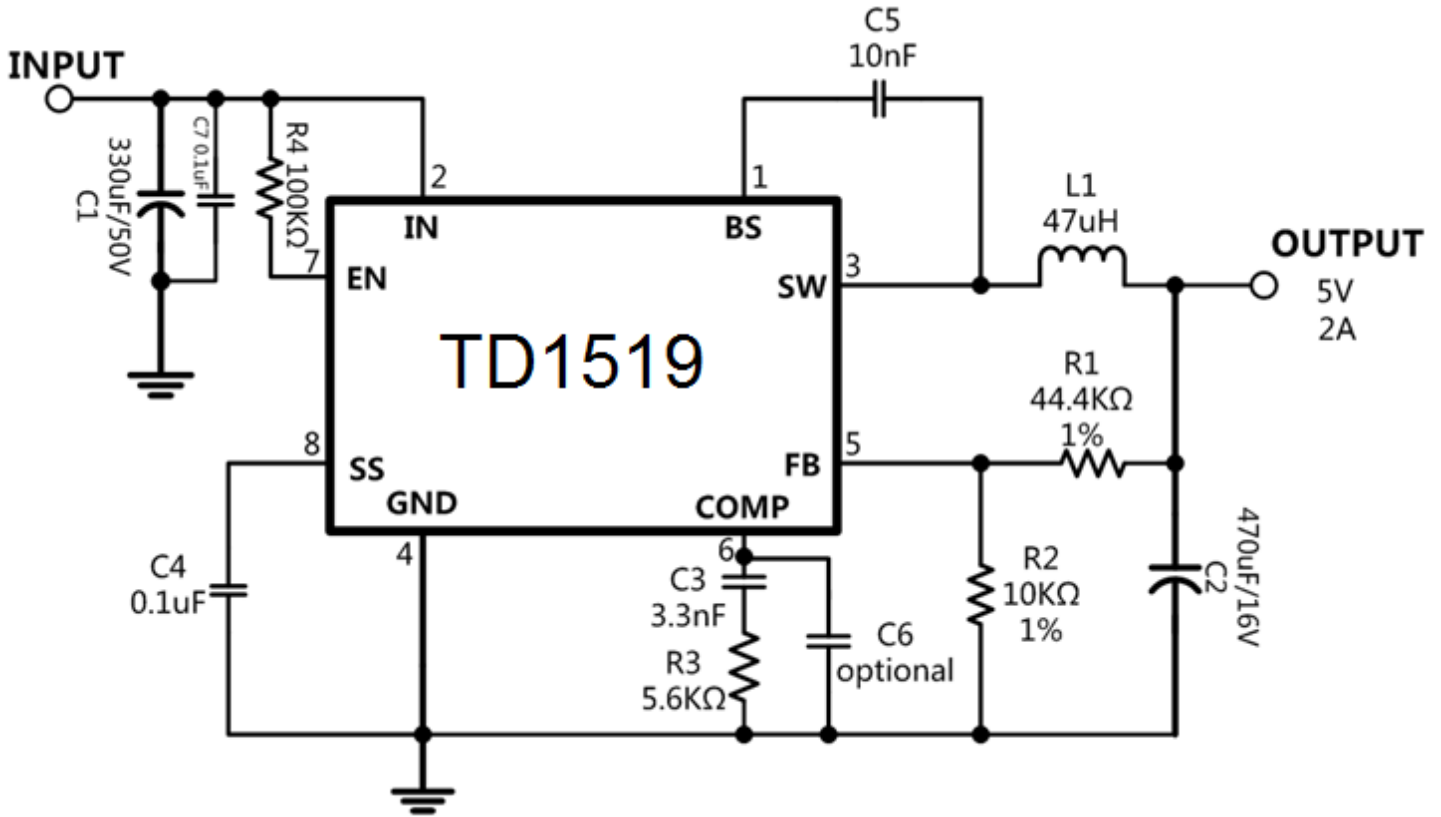 C5
10nF
INPUT
330uF/50V
C1
C7 0.1uF
R4 100KΩ
2
1
IN
BS
L1
47uH
OUTPUT
5V
2A
7
EN
3
SW
TD1519
R1
44.4KΩ
1%
8
SS
5
FB
GND
COMP
4
6
C4
0.1uF
C3
3.3nF
R3
5.6KΩ
C6
optional
R2
10KΩ
1%
470uF/16V
C2